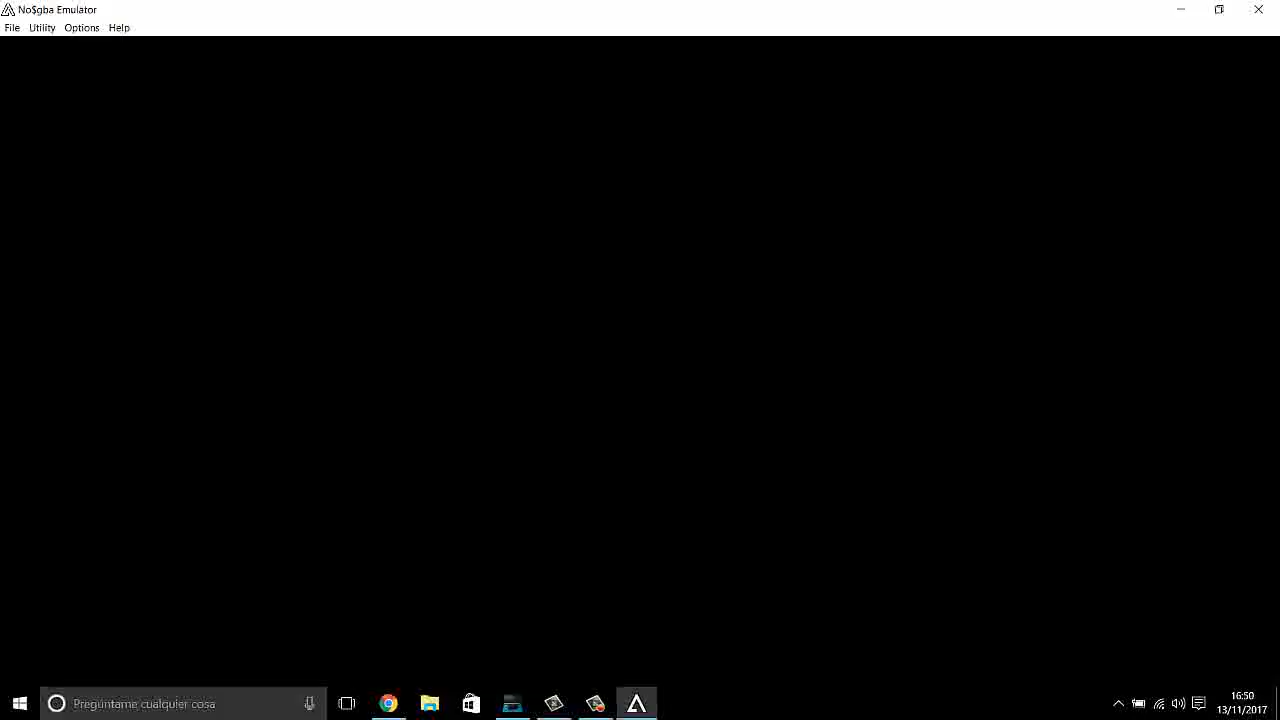 No$gba Emulator
File Utility Options Help
Pregúntame cualquier cosa
16:50
13/11/2017